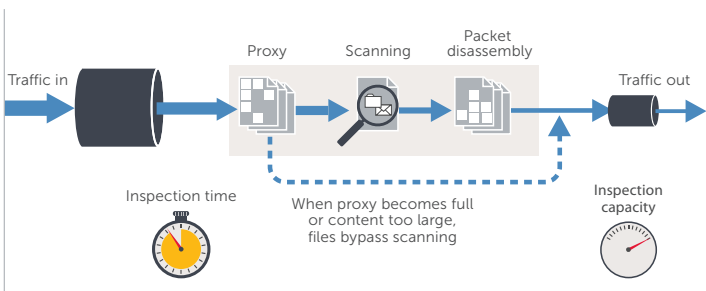 Traffic in
Proxy
Scanning
Packet
disassembly
Traffic out
Inspection time
When proxy becomes full
or content too large,
files bypass scanning
Inspection
capacity